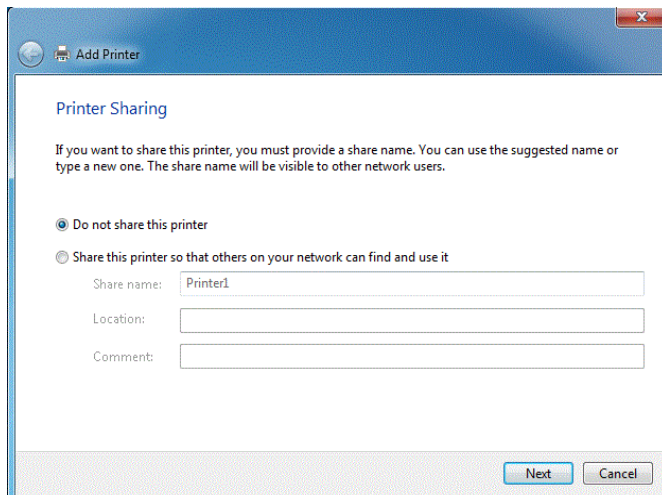 Add Printer
Printer Sharing
If you want to share this printer, you must provide a share name. You can use the suggested name or
type a new one. The share name will be visible to other network users.
Do not share this printer
Share this printer so that others on your network can find and use it
Share name: Printer1
Location:
Comment:
Next Cancel